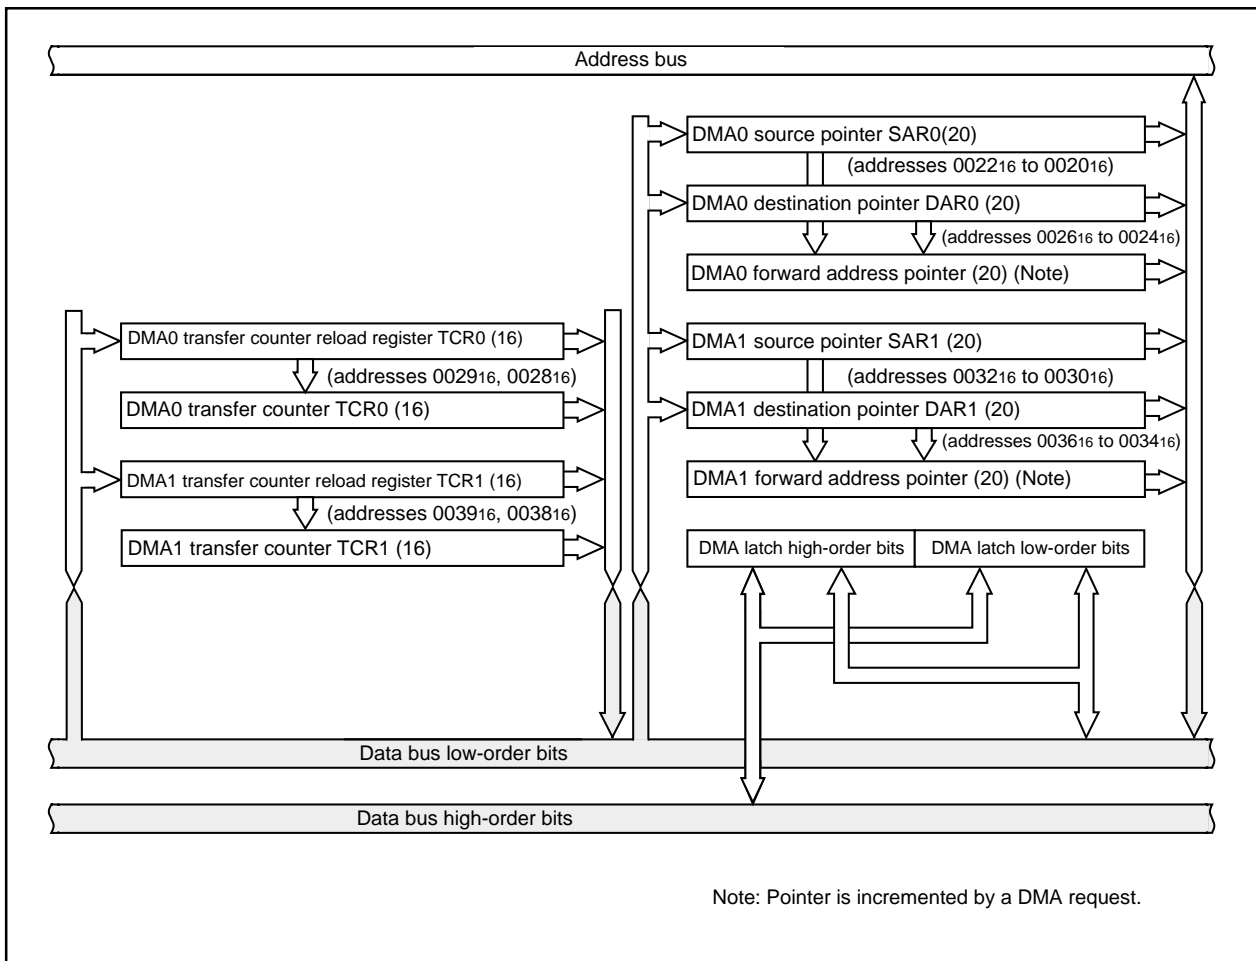 Address bus
DMA0 source pointer SAR0(20)
(addresses 002216 to 002016)
DMA0 destination pointer DAR0 (20)
(addresses 002616 to 002416)
DMA0 forward address pointer (20) (Note)
DMA0 transfer counter reload register TCR0 (16)
(addresses 002916, 002816)
DMA0 transfer counter TCR0 (16)
DMA1 transfer counter reload register TCR1 (16)
(addresses 003916, 003816)
DMA1 transfer counter TCR1 (16)
DMA1 source pointer SAR1 (20)
(addresses 003216 to 003016)
DMA1 destination pointer DAR1 (20)
(addresses 003616 to 003416)
DMA1 forward address pointer (20) (Note)
DMA latch high-order bits
DMA latch low-order bits
Data bus low-order bits
Data bus high-order bits
Note: Pointer is incremented by a DMA request.